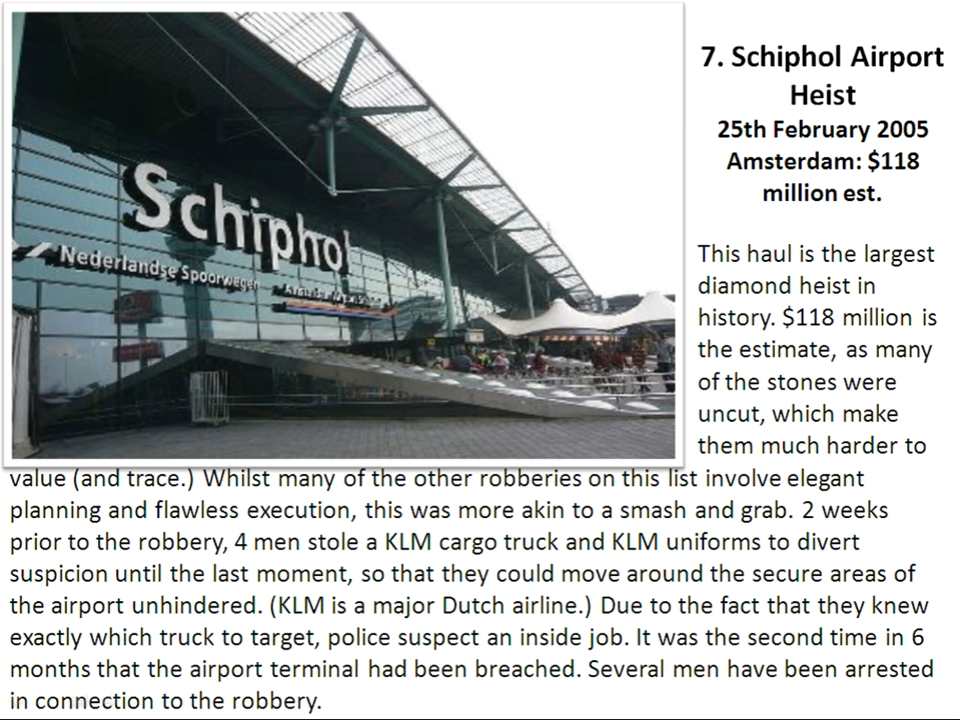 Schiphol
Nederlandse Spoorwegen
7. Schiphol Airport
Heist
25th February 2005
Amsterdam: $118
million est.
This haul is the largest
diamond heist in
history. $118 million is
the estimate, as many
of the stones were
uncut, which make
them much harder to
value (and trace.) Whilst many of the other robberies on this list involve elegant
planning and flawless execution, this was more akin to a smash and grab. 2 weeks
prior to the robbery, 4 men stole a KLM cargo truck and KLM uniforms to divert
suspicion until the last moment, so that they could move around the secure areas of
the airport unhindered. (KLM is a major Dutch airline.) Due to the fact that they knew
exactly which truck to target, police suspect an inside job. It was the second time in 6
months that the airport terminal had been breached. Several men have been arrested
in connection to the robbery.